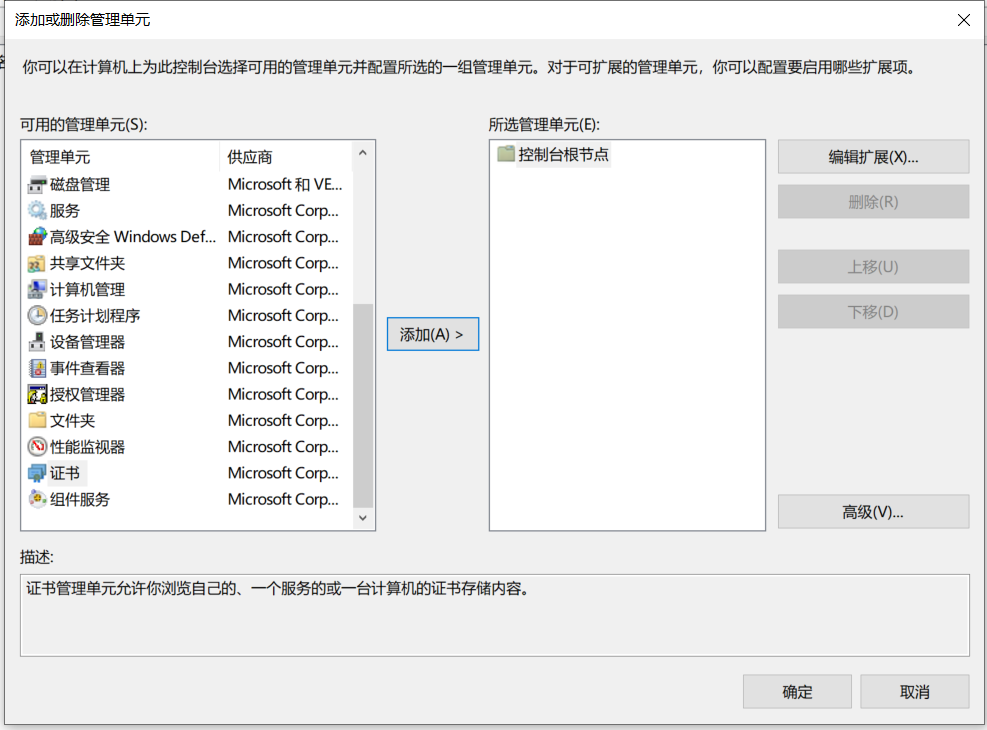 添加或删除管理单元
你可以在计算机上为此控制台选择可用的管理单元并配置所选的一组管理单元。对于可扩展的管理单元，你可以配置要启用哪些扩展项。
可用的管理单元(S):
所选管理单元(E):
管理单元 供应商
磁盘管理 Microsoft 和 VE...
服务 Microsoft Corp...
高级安全 Windows Def... Microsoft Corp...
共享文件夹 Microsoft Corp...
计算机管理 Microsoft Corp...
任务计划程序 Microsoft Corp...
设备管理器 Microsoft Corp...
事件查看器 Microsoft Corp...
授权管理器 Microsoft Corp...
文件夹 Microsoft Corp...
性能监视器 Microsoft Corp...
证书 Microsoft Corp...
组件服务 Microsoft Corp...
添加(A) >
控制台根节点
编辑扩展(X)...
删除(R)
上移(U)
下移(D)
高级(V)...
描述:
证书管理单元允许你浏览自己的、一个服务的或一台计算机的证书存储内容。
确定
取消